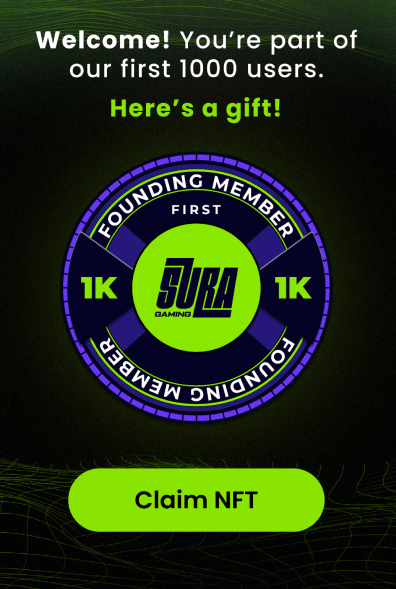 Welcome! You’re part of
our first 1000 users.
Here’s a gift!
FOUNDING MEMBER
FIRST
1K
1K
SURA
GAMING
FOUNDING MEMBER
Claim NFT